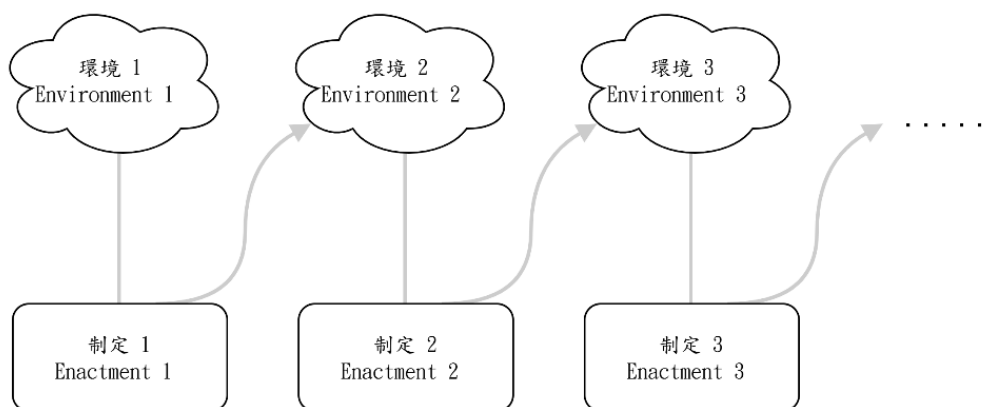 環境 1
Environment 1
環境 2
Environment 2
環境 3
Environment 3
.....
制定 1
Enactment 1
制定 2
Enactment 2
制定 3
Enactment 3